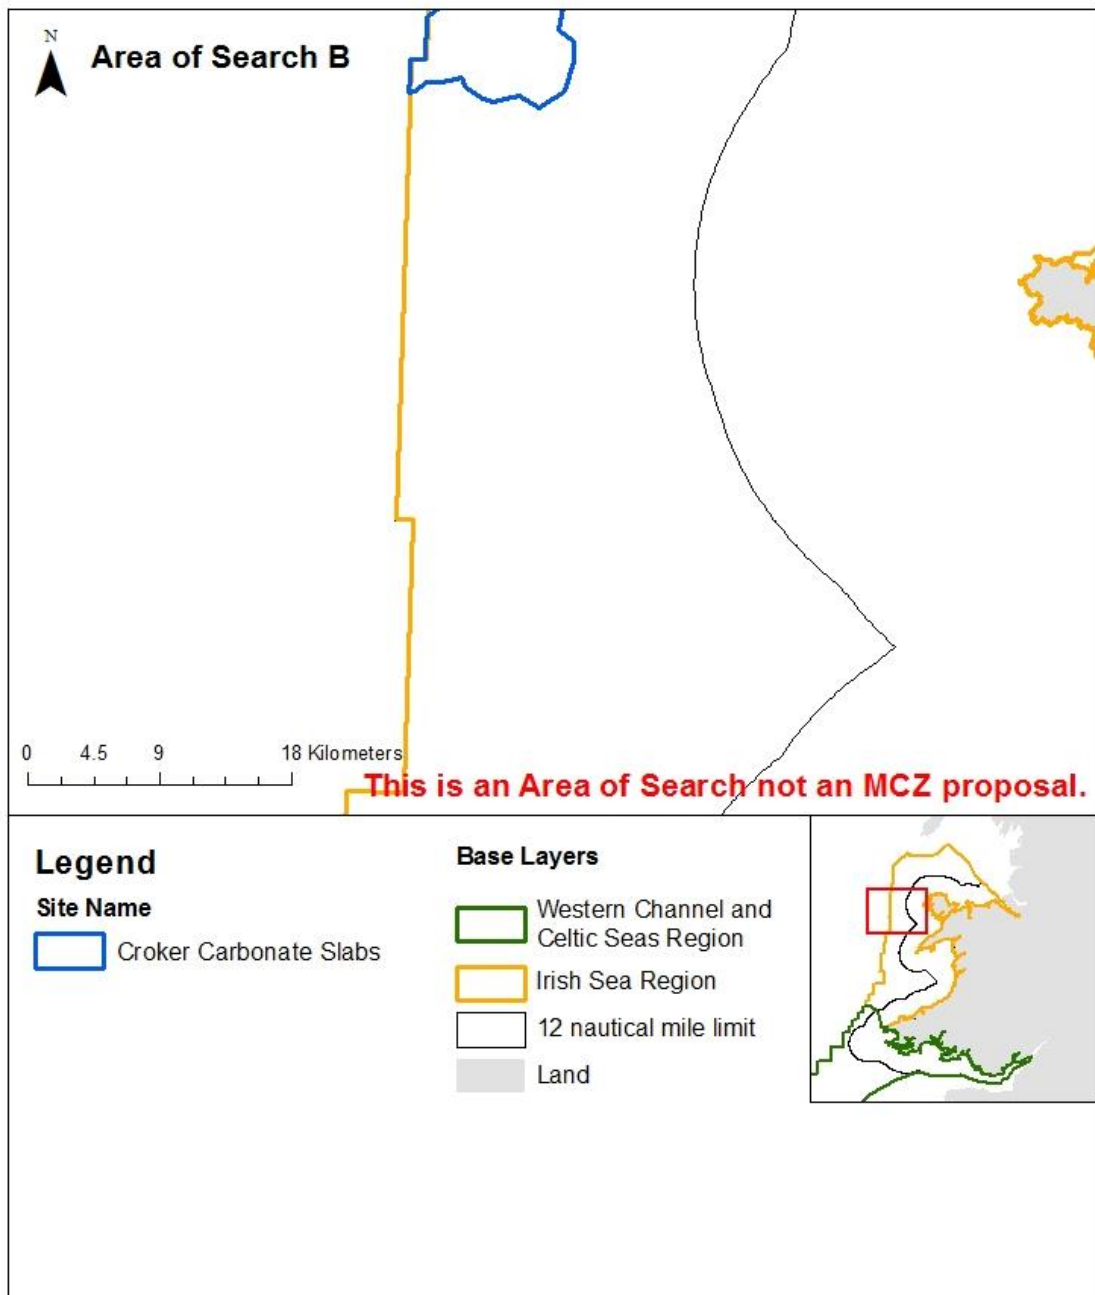 N
Area of Search B
0 4.5 9 18 Kilometers
This is an Area of Search not an MCZ proposal.
Legend
Site Name
Croker Carbonate Slabs
Base Layers
Western Channel and
Celtic Seas Region
Irish Sea Region
12 nautical mile limit
Land